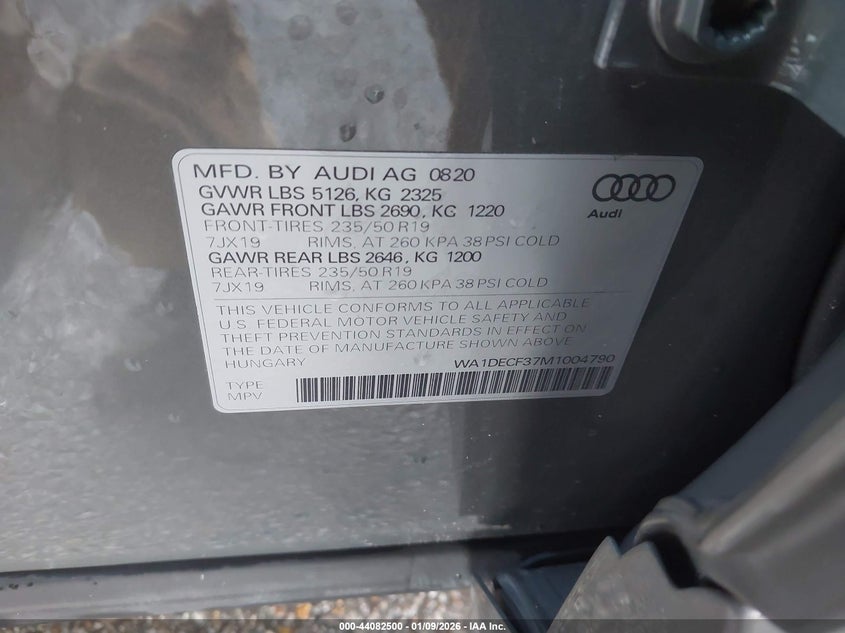 MFD. BY AUDI AG 0820
GVWR LBS 5126, KG 2325
GAWR FRONT LBS 2690, KG 1220
FRONT-TIRES 235/50 R19
7JX19 RIMS, AT 260 KPA 38 PSI COLD
GAWR REAR LBS 2646, KG 1200
REAR-TIRES 235/50 R19
7JX19 RIMS, AT 260 KPA 38 PSI COLD
Audi
THIS VEHICLE CONFORMS TO ALL APPLICABLE
U.S. FEDERAL MOTOR VEHICLE SAFETY AND
THEFT PREVENTION STANDARDS IN EFFECT ON
THE DATE OF MANUFACTURE SHOWN ABOVE
HUNGARY WA1DECF37M1004790
TYPE
MPV
000-44082500 - 01/09/2026 - IAA Inc.